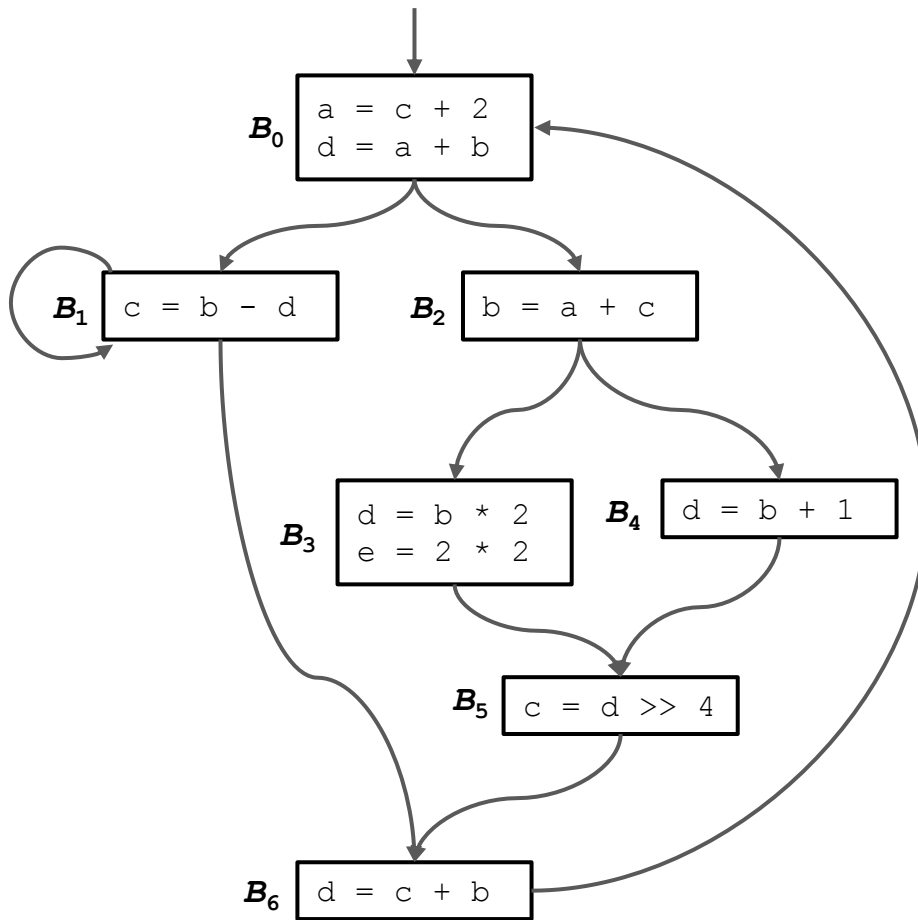 B0
a = c + 2
d = a + b
B1
c = b - d
B2
b = a + c
B3
d = b * 2
e = 2 * 2
B4
d = b + 1
B5
c = d >> 4
B6
d = c + b